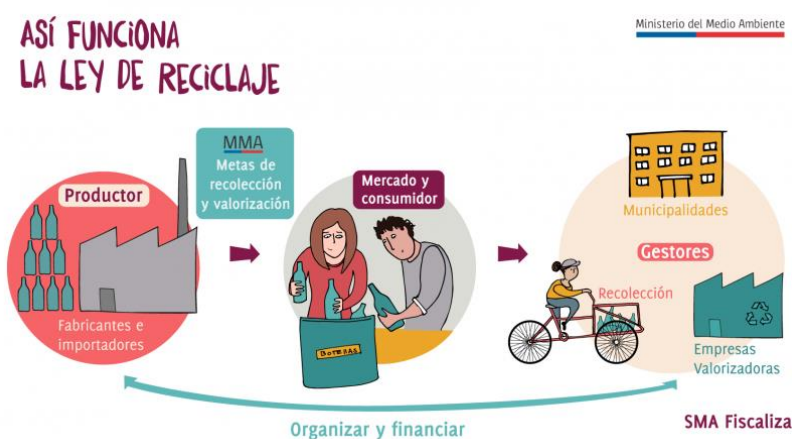 ASÍ FUNCIONA
LA LEY DE RECICLAJE
Ministerio del Medio Ambiente
MMA
Metas de
recolección
y valorización
Productor
Fabricantes e
importadores
Mercado y
consumidor
BOTELLAS
Municipalidades
Gestores
Recolección
Empresas
Valorizadoras
Organizar y financiar
SMA Fiscaliza